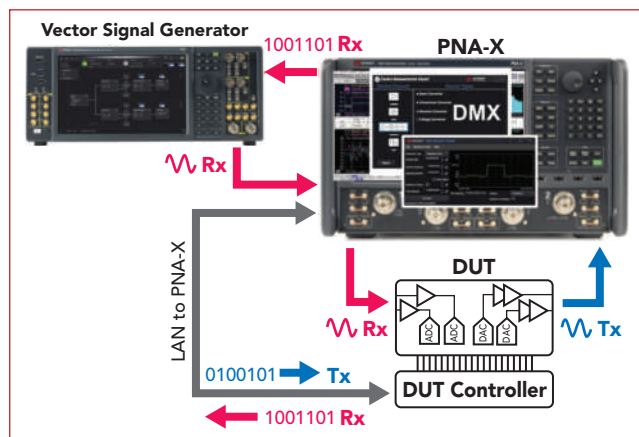 Vector Signal Generator
1001101 Rx
PNA-X
DMX
Rx
LAN to PNA-X
DUT
Rx
ADC
ADC
DAC
DAC
Tx
0100101
Tx
DUT Controller
1001101 Rx